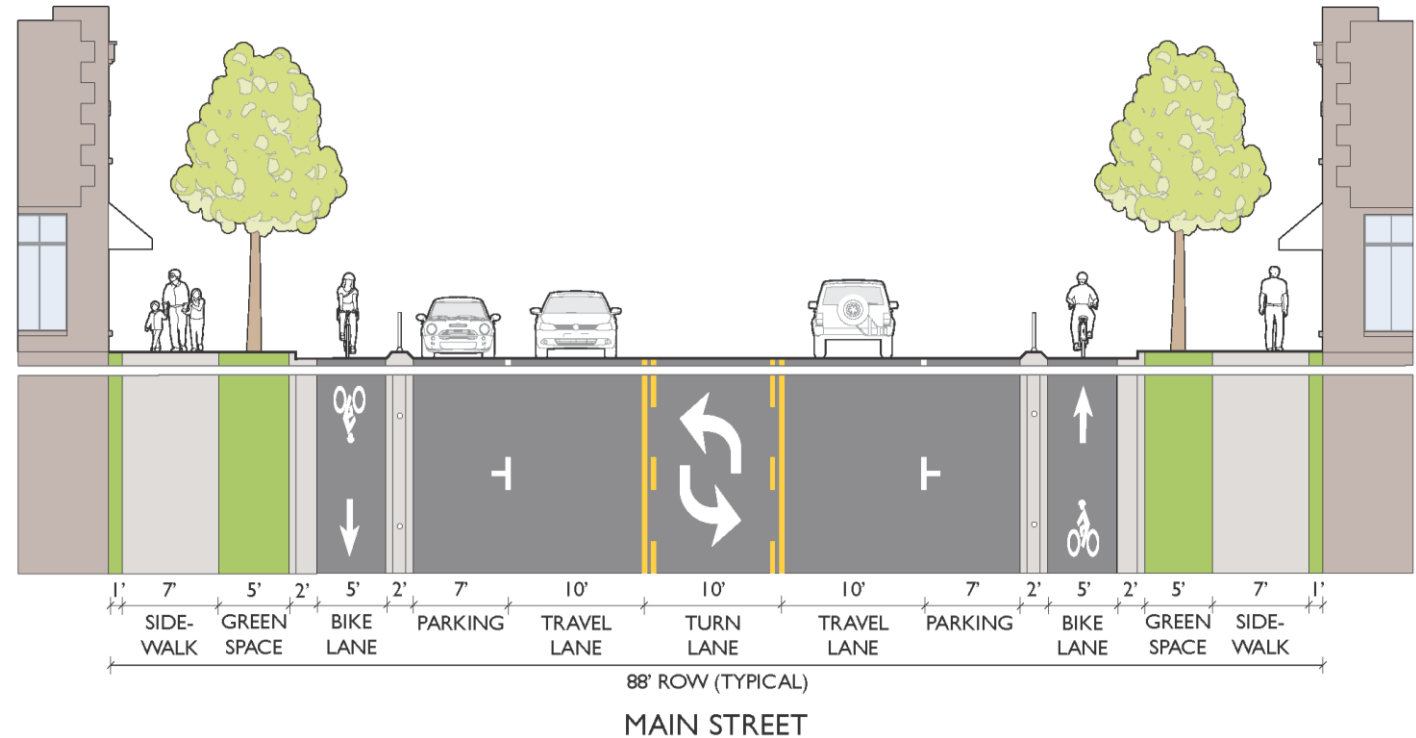 1’ 7’ 5’ 2’ 5’ 2’ 7’ 10’ 10’ 10’ 7’ 2’ 5’ 2’ 5’ 7’ 1’
SIDE- GREEN BIKE PARKING TRAVEL TURN TRAVEL PARKING BIKE GREEN SIDE-
WALK SPACE LANE LANE LANE LANE LANE SPACE WALK
88’ ROW (TYPICAL)
MAIN STREET